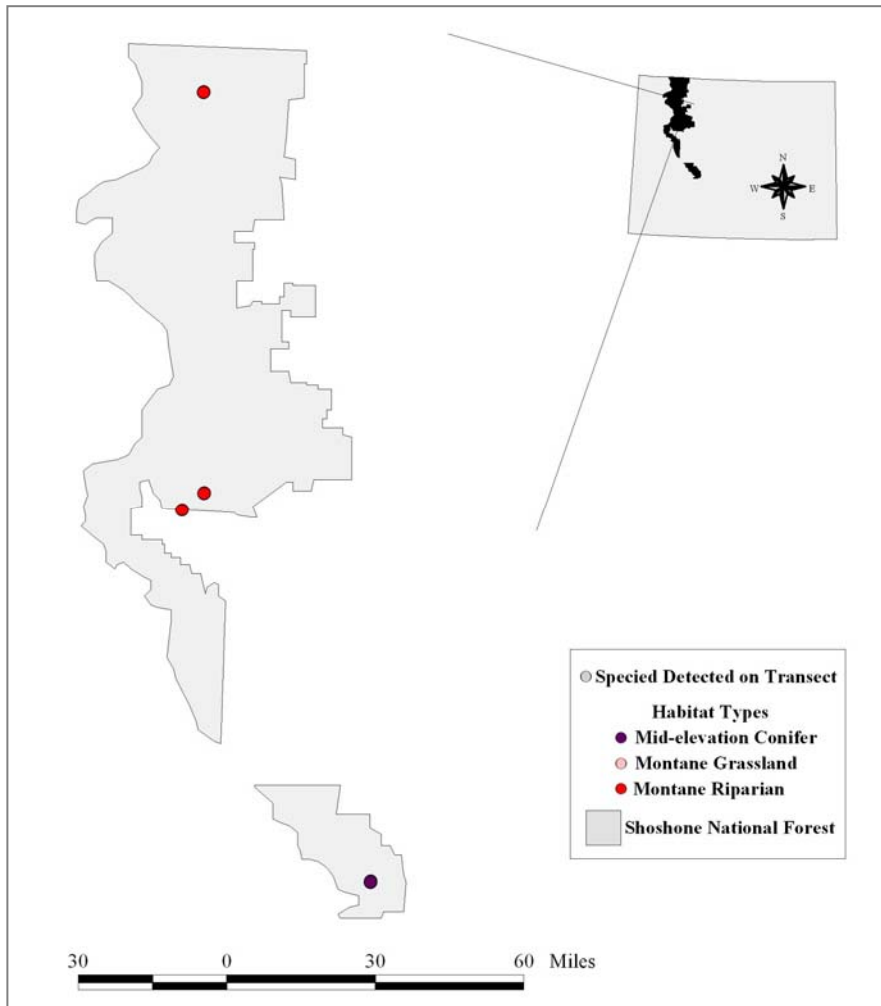 N
W E
S
Specied Detected on Transect
Habitat Types
Mid-elevation Conifer
Montane Grassland
Montane Riparian
Shoshone National Forest
30 0 30 60 Miles